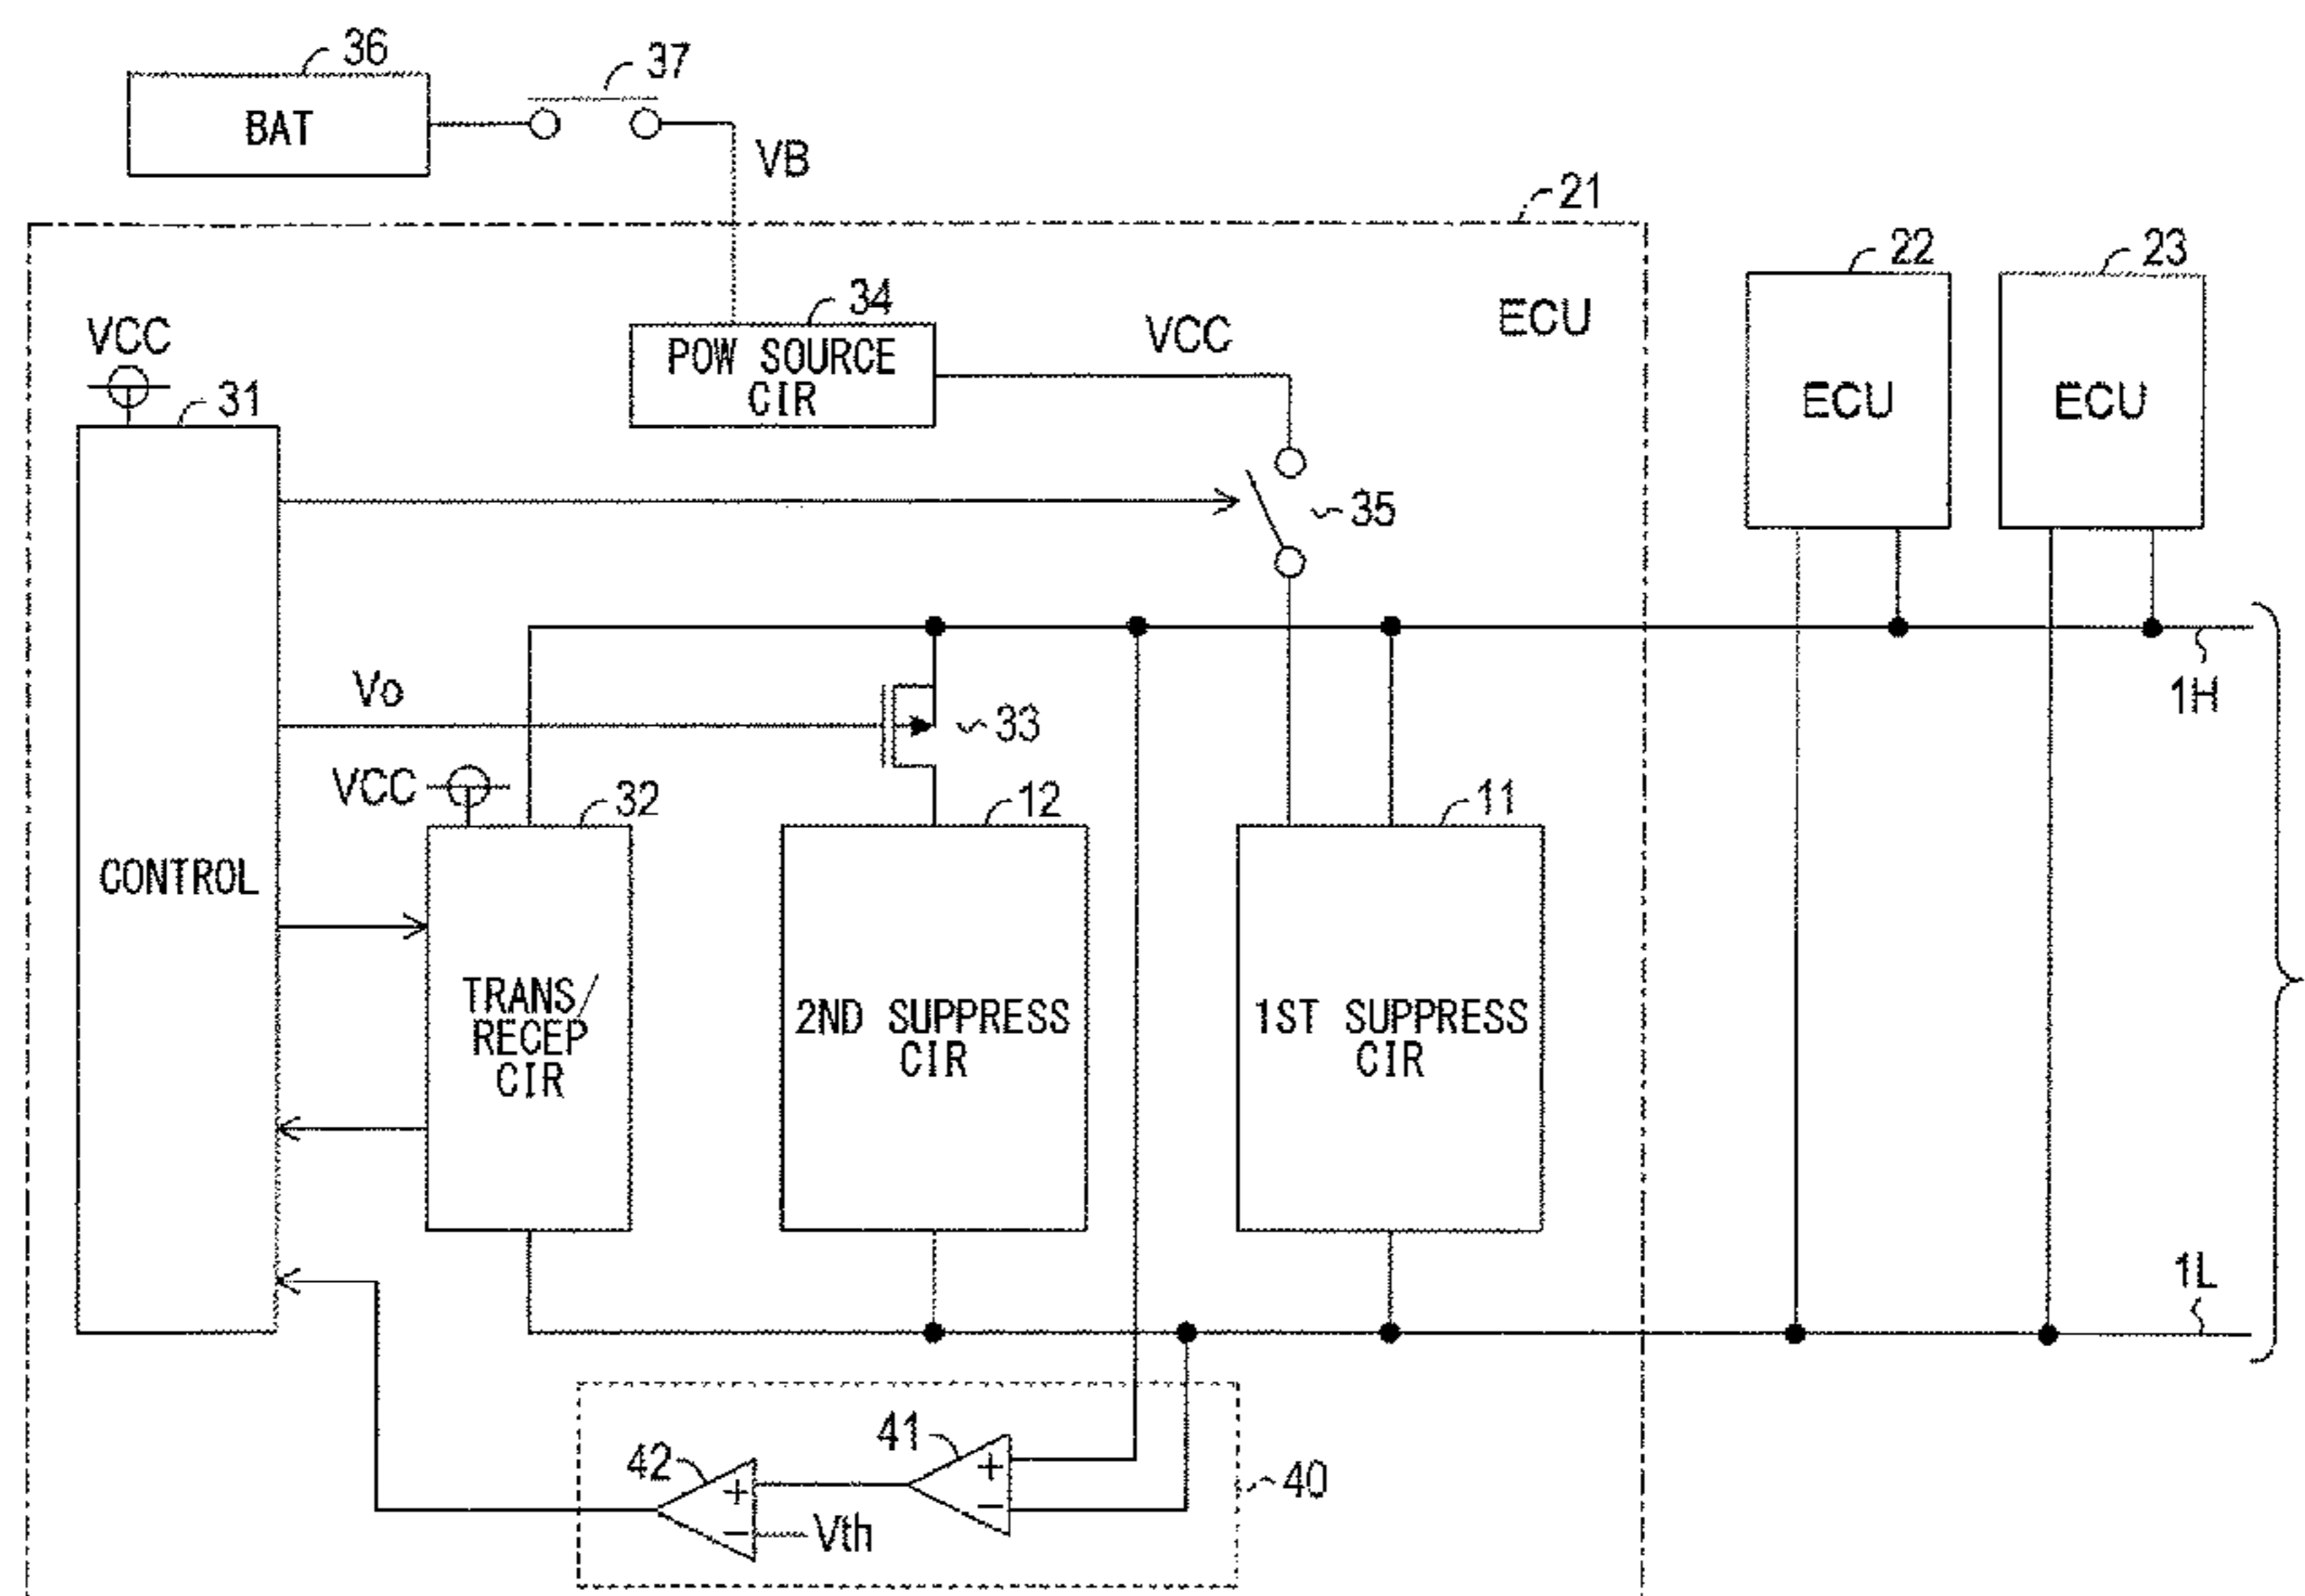 36
37
BAT
VB
21
22
23
34
ECU
VCC
VCC
POW SOURCE
CIR
31
ECU
ECU
35
1H
Vo
33
VCC
32
12
11
CONTROL
TRANS/
RECEP
CIR
2ND SUPPRESS
CIR
1ST SUPPRESS
CIR
1L
41
42
+
+
−
−
40
Vth